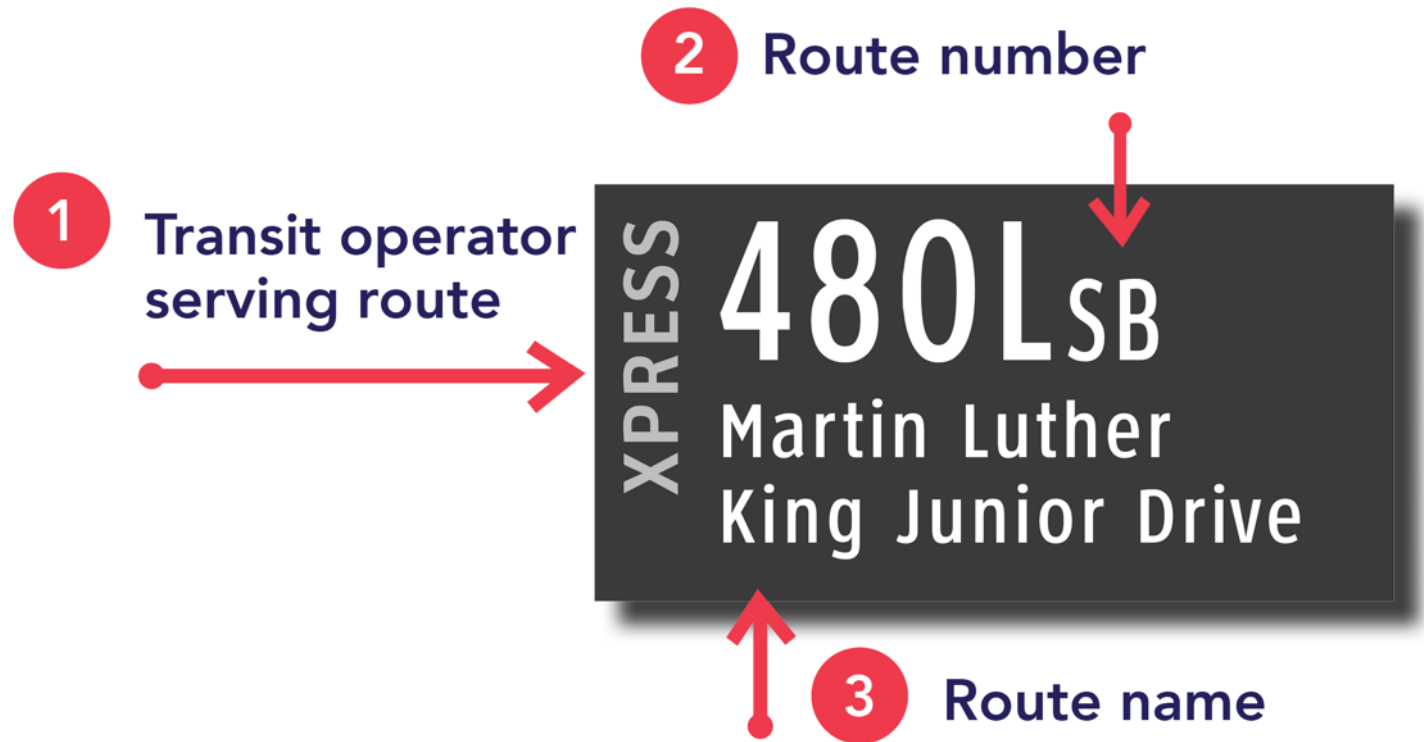 2 Route number
1 Transit operator
serving route
XPRESS
480LSB
Martin Luther
King Junior Drive
3 Route name